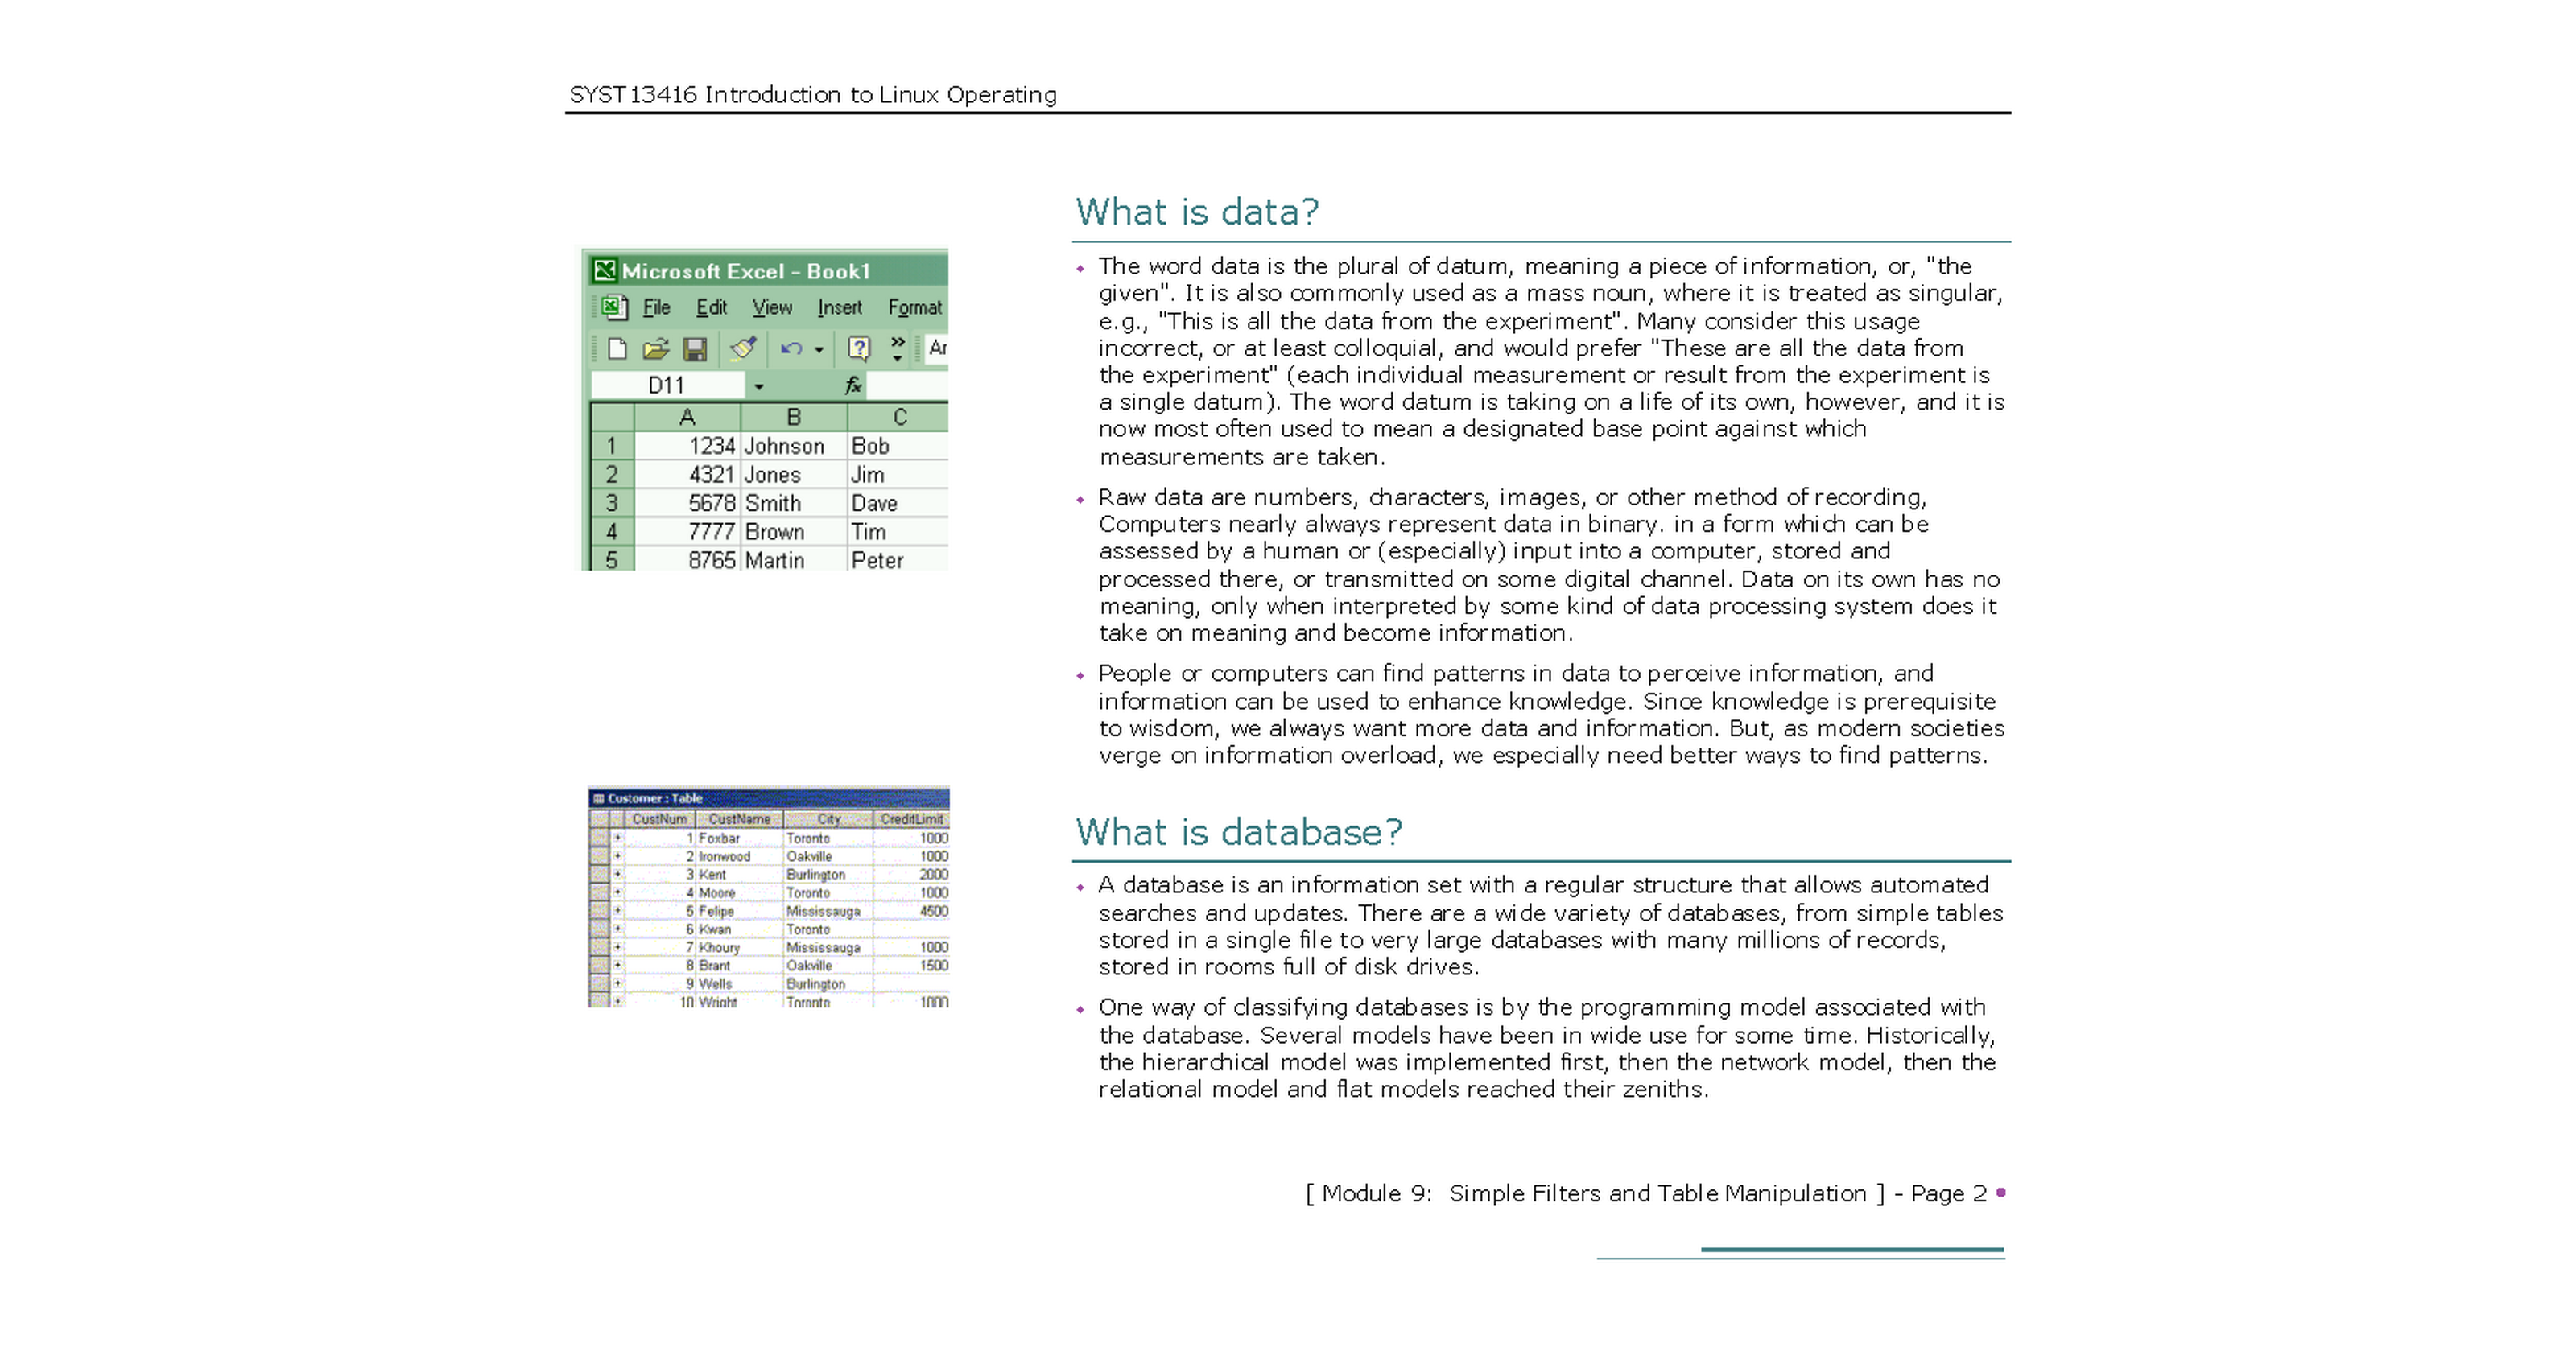 SYST13416 Introduction to Linux Operating
Microsoft Excel - Book1
File Edit View Insert Format
Ar
D11 fx
A B C
1 1234 Johnson Bob
2 4321 Jones Jim
3 5678 Smith Dave
4 7777 Brown Tim
5 8765 Martin Peter
Customer : Table
CustNum CustName City CreditLimit
1 Foxbar Toronto 1000
2 Ironwood Oakville 1000
3 Kent Burlington 2000
4 Moore Toronto 1000
5 Felipe Mississauga 4500
6 Kwan Toronto
7 Khoury Mississauga 1000
8 Brant Oakville 1500
9 Wells Burlington
10 Wright Toronto 1000
What is data?
The word data is the plural of datum, meaning a piece of information, or, "the
given". It is also commonly used as a mass noun, where it is treated as singular,
e.g., "This is all the data from the experiment". Many consider this usage
incorrect, or at least colloquial, and would prefer "These are all the data from
the experiment" (each individual measurement or result from the experiment is
a single datum). The word datum is taking on a life of its own, however, and it is
now most often used to mean a designated base point against which
measurements are taken.
Raw data are numbers, characters, images, or other method of recording,
Computers nearly always represent data in binary. in a form which can be
assessed by a human or (especially) input into a computer, stored and
processed there, or transmitted on some digital channel. Data on its own has no
meaning, only when interpreted by some kind of data processing system does it
take on meaning and become information.
People or computers can find patterns in data to perceive information, and
information can be used to enhance knowledge. Since knowledge is prerequisite
to wisdom, we always want more data and information. But, as modern societies
verge on information overload, we especially need better ways to find patterns.
What is database?
A database is an information set with a regular structure that allows automated
searches and updates. There are a wide variety of databases, from simple tables
stored in a single file to very large databases with many millions of records,
stored in rooms full of disk drives.
One way of classifying databases is by the programming model associated with
the database. Several models have been in wide use for some time. Historically,
the hierarchical model was implemented first, then the network model, then the
relational model and flat models reached their zeniths.
[ Module 9: Simple Filters and Table Manipulation ] - Page 2